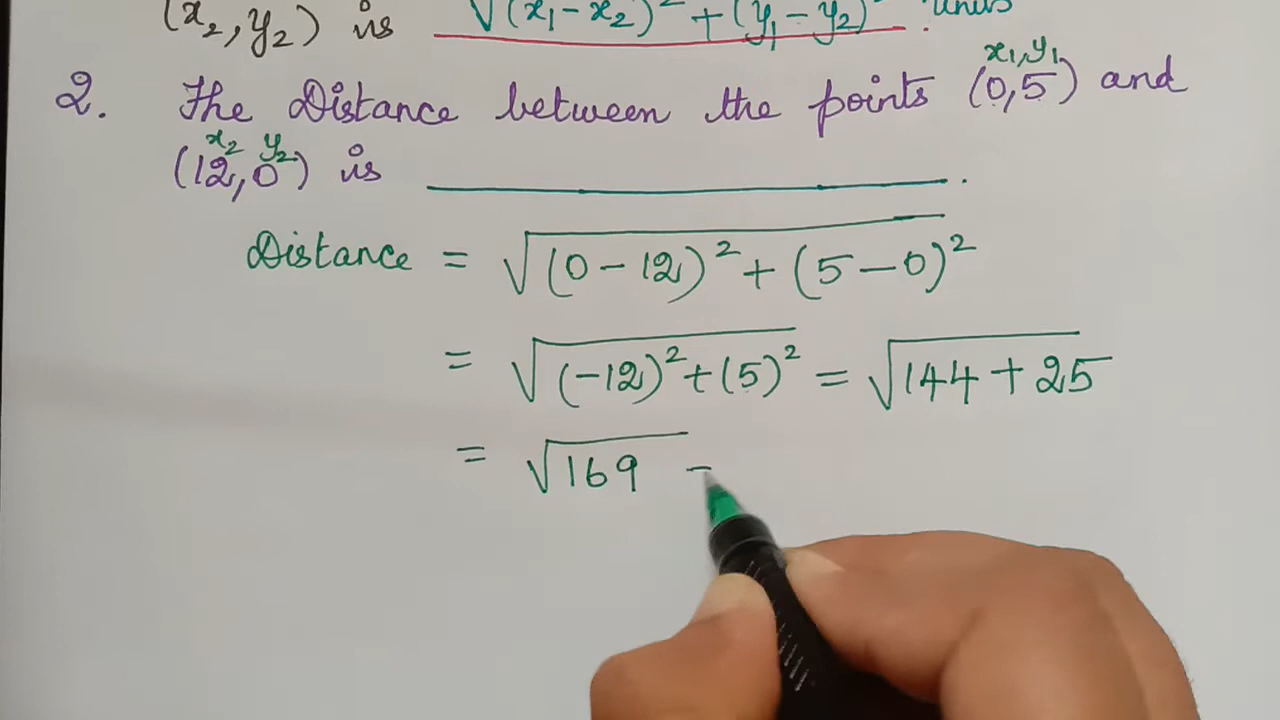 (x₂, y₂) is √(x₁ – x₂)² + (y₁ – y₂)² units.
x₁, y₁
2. The Distance between the points (0, 5) and
x₂ y₂
(12, 0) is ________.
Distance = √(0 – 12)² + (5 – 0)²
= √(–12)² + (5)² = √144 + 25
= √169 –